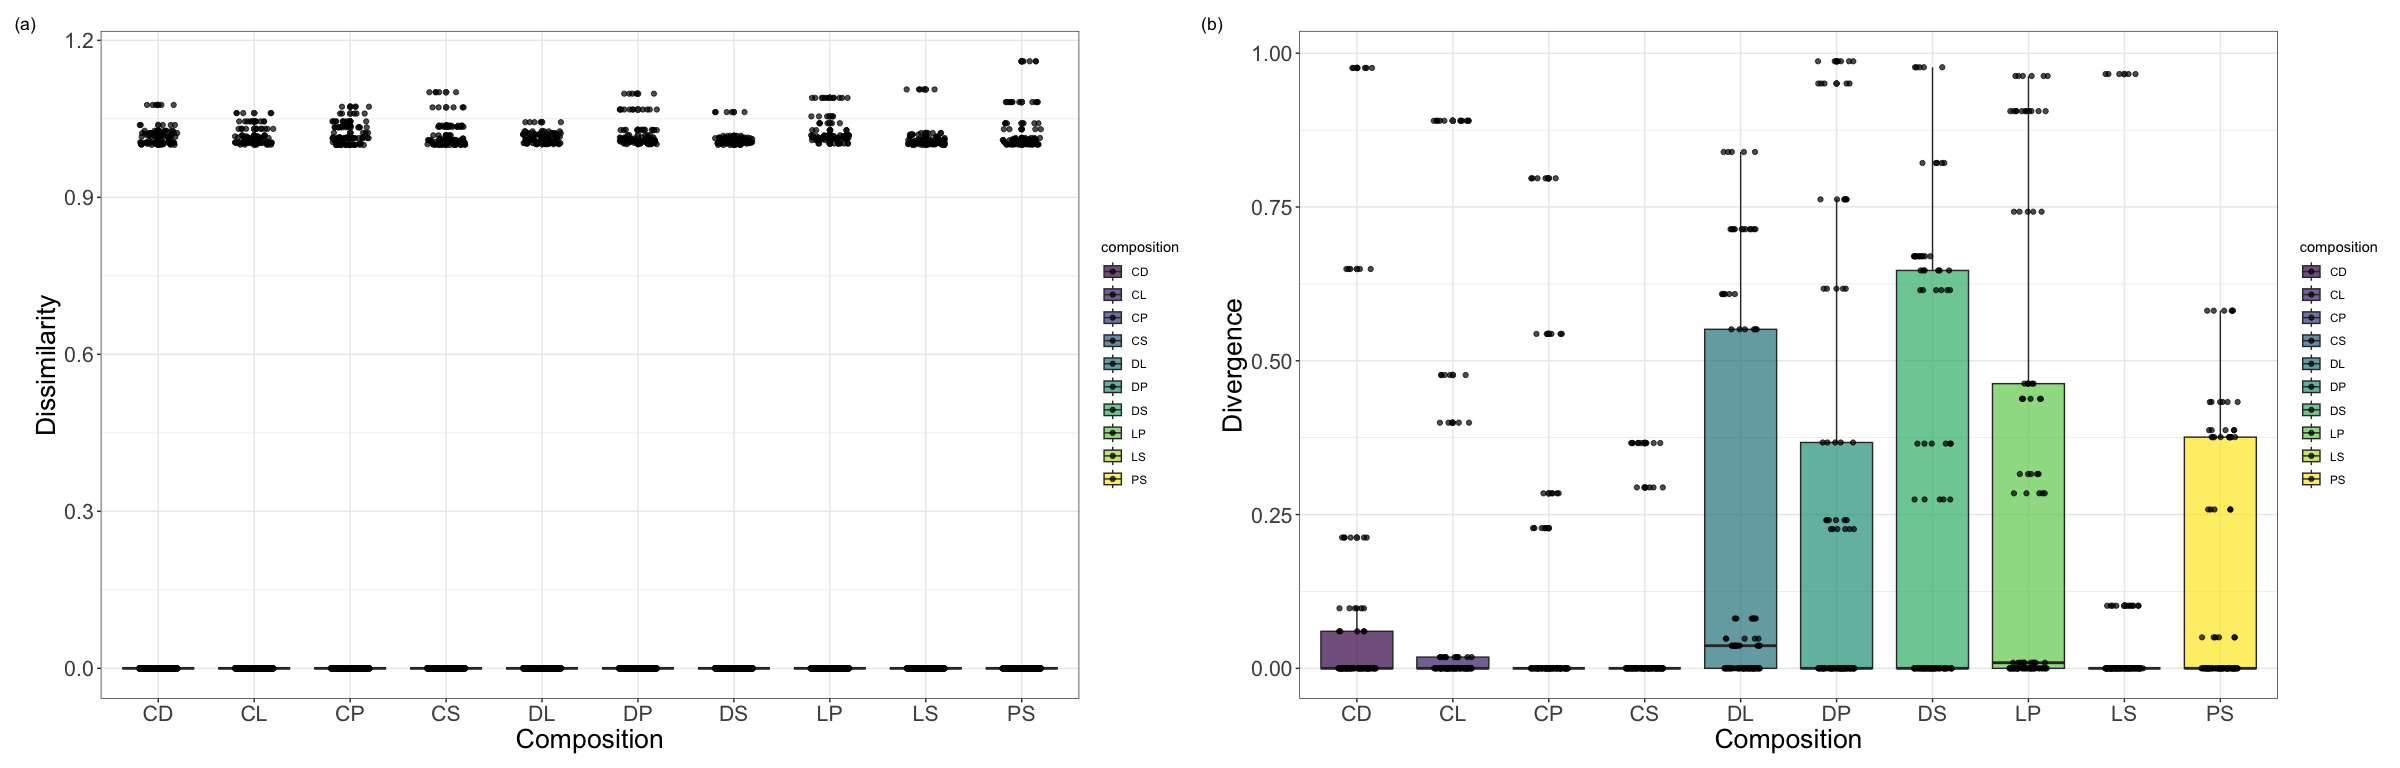 (a)
1.2
0.9
0.6
0.3
0.0
Dissimilarity
CD CL CP CS DL DP DS LP LS PS
Composition
composition
CD
CL
CP
CS
DL
DP
DS
LP
LS
PS
(b)
1.00
0.75
0.50
0.25
0.00
Divergence
CD CL CP CS DL DP DS LP LS PS
Composition
composition
CD
CL
CP
CS
DL
DP
DS
LP
LS
PS